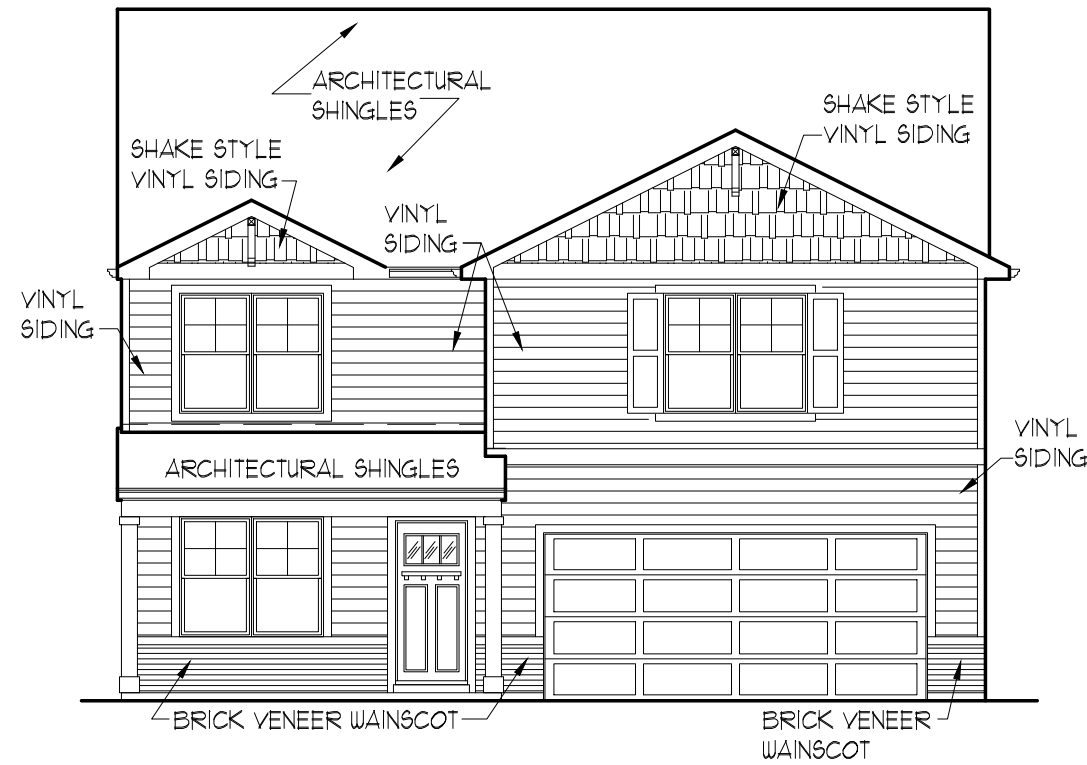 ARCHITECTURAL
SHINGLES
SHAKE STYLE
VINYL SIDING
SHAKE STYLE
VINYL SIDING
VINYL
SIDING
VINYL
SIDING
VINYL
SIDING
ARCHITECTURAL SHINGLES
BRICK VENEER WAINSCOT
BRICK VENEER
WAINSCOT